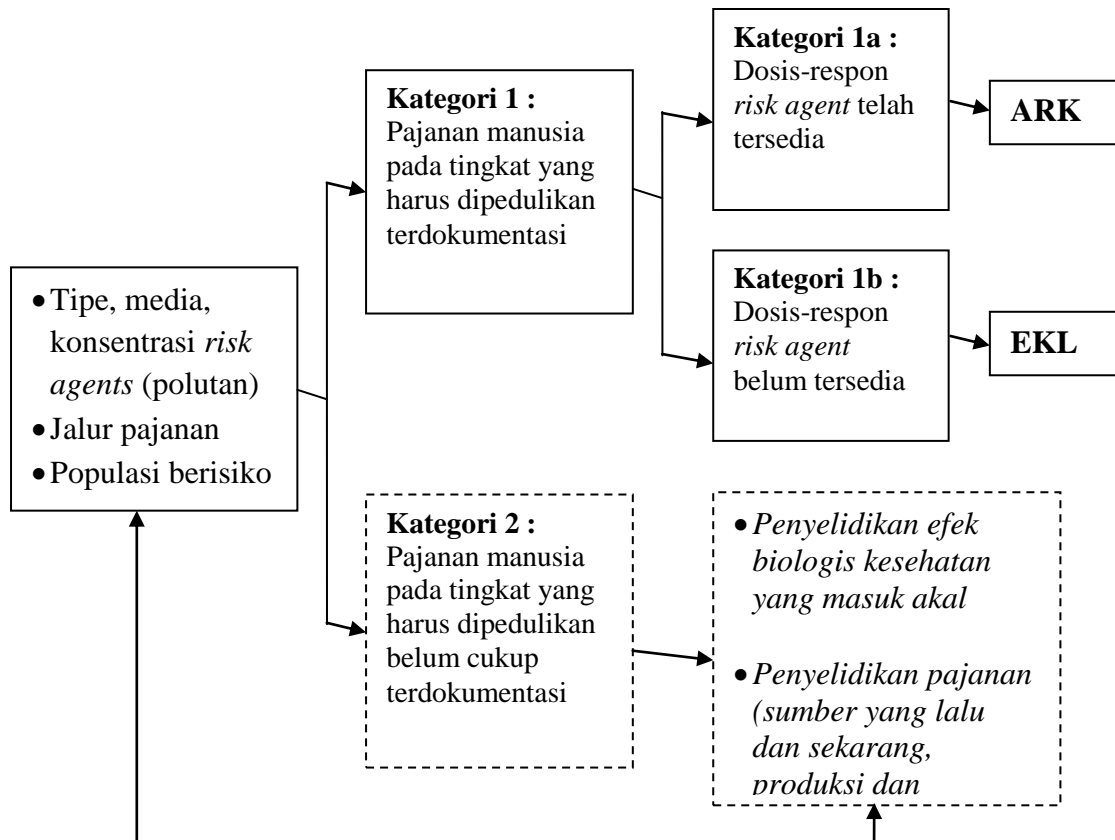 Kategori 1a :
Dosis-respon
risk agent telah
tersedia
ARK
Kategori 1 :
Pajanan manusia
pada tingkat yang
harus dipedulikan
terdokumentasi
Kategori 1b :
Dosis-respon
risk agent
belum tersedia
EKL
• Tipe, media,
konsentrasi risk
agents (polutan)
• Jalur pajanan
• Populasi berisiko
Kategori 2 :
Pajanan manusia
pada tingkat yang
harus dipedulikan
belum cukup
terdokumentasi
• Penyelidikan efek
biologis kesehatan
yang masuk akal
• Penyelidikan pajanan
(sumber yang lalu
dan sekarang,
produksi dan